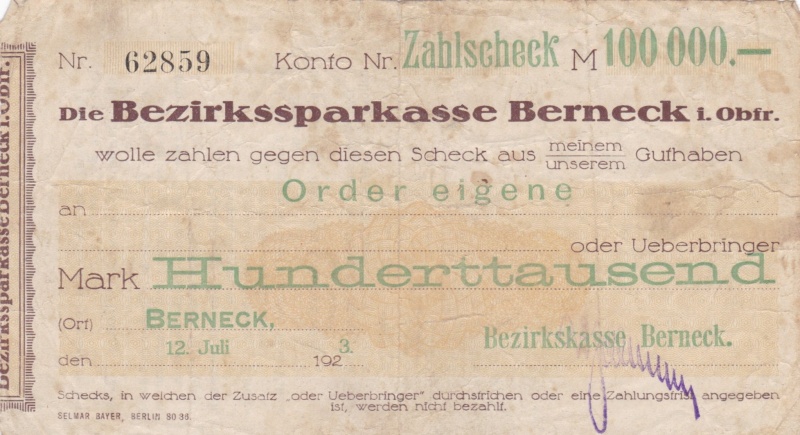 Nr. 62859 Konto Nr. Zahlscheck M 100 000.—
Die Bezirkssparkasse Berneck i. Obfr.
wolle zahlen gegen diesen Scheck aus meinem
unserem Guthaben
Order eigene
an
oder Ueberbringer
Mark Hunderttausend
(Ort) BERNECK,
Bezirkskasse Berneck.
den 12. Juli 1923.
Schecks, in welchen der Zusatz „oder Ueberbringer" durchstrichen oder eine Zahlungsfrist angegeben
ist, werden nicht bezahlt.
SELMAR BAYER, BERLIN SO 36.
Bezirkssparkasse Berneck i. Obfr.